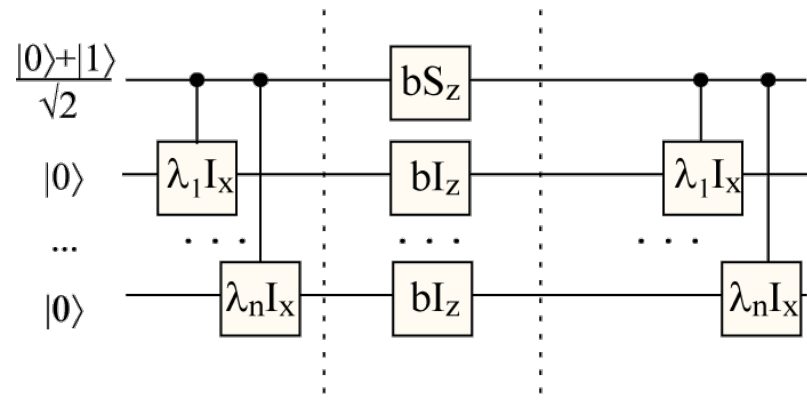 |0⟩+|1⟩
√2
bS_z
|0⟩
λ₁Iₓ
bI_z
λ₁Iₓ
...
. . .
. . .
. . .
|0⟩
λₙIₓ
bI_z
λₙIₓ